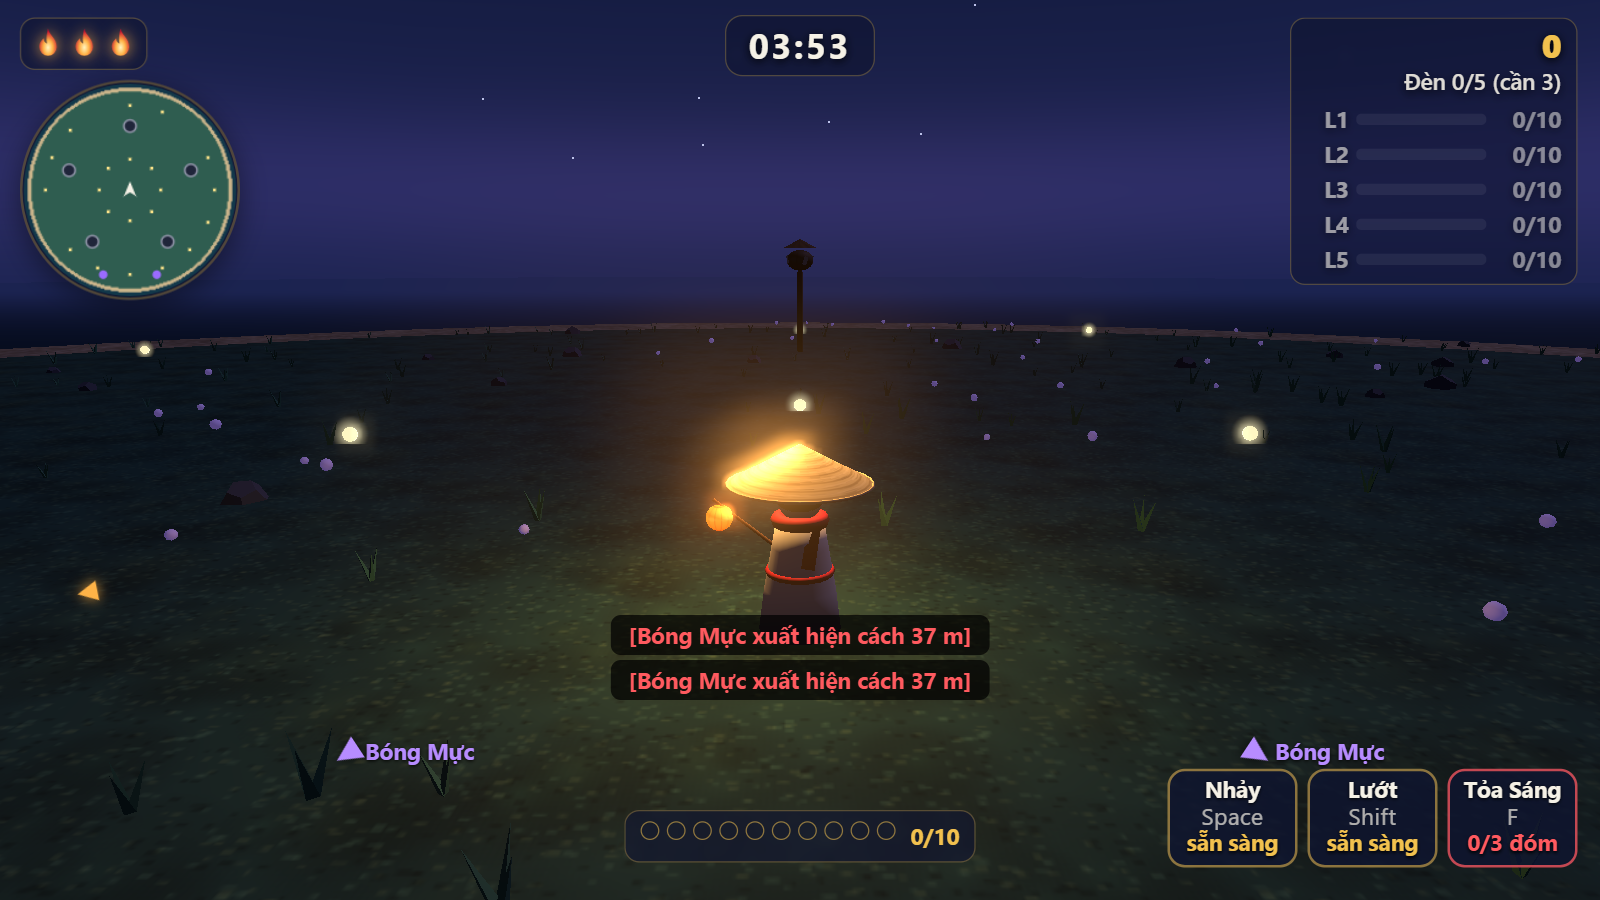 03:53
0
Đèn 0/5 (cần 3)
L1 0/10
L2 0/10
L3 0/10
L4 0/10
L5 0/10
[Bóng Mực xuất hiện cách 37 m]
[Bóng Mực xuất hiện cách 37 m]
Bóng Mực
Bóng Mực
0/10
Nhảy
Space
sẵn sàng
Lướt
Shift
sẵn sàng
Tỏa Sáng
F
0/3 đóm